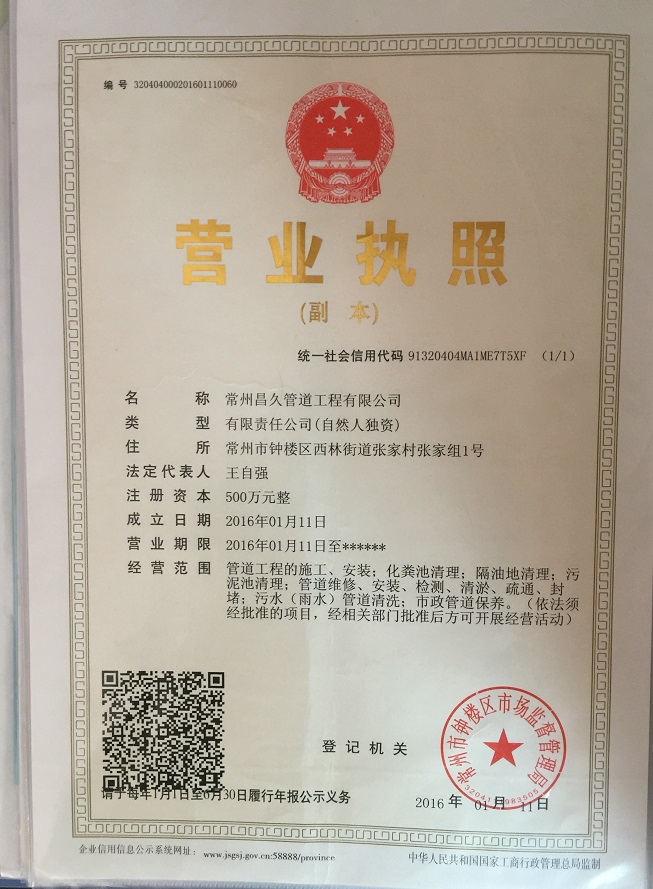 编 号 320404000201601110060
营业执照
(副 本)
统一社会信用代码 91320404MA1ME7T5XF （1/1）
名 称 常州昌久管道工程有限公司
类 型 有限责任公司(自然人独资)
住 所 常州市钟楼区西林街道张家村张家组1号
法定代表人 王自强
注 册 资 本 500万元整
成 立 日 期 2016年01月11日
营 业 期 限 2016年01月11日至******
经 营 范 围 管道工程的施工、安装；化粪池清理；隔油地清理；污
泥池清理；管道维修、安装、检测、清淤、疏通、封
堵；污水（雨水）管道清洗；市政管道保养。（依法须
经批准的项目，经相关部门批准后方可开展经营活动）
常州市钟楼区市场监督管理局
登 记 机 关
请于每年1月1日至6月30日履行年报公示义务
2016 年 01月 11日
企业信用信息公示系统网址： www.jsgsj.gov.cn:58888/province
中华人民共和国国家工商行政管理总局监制